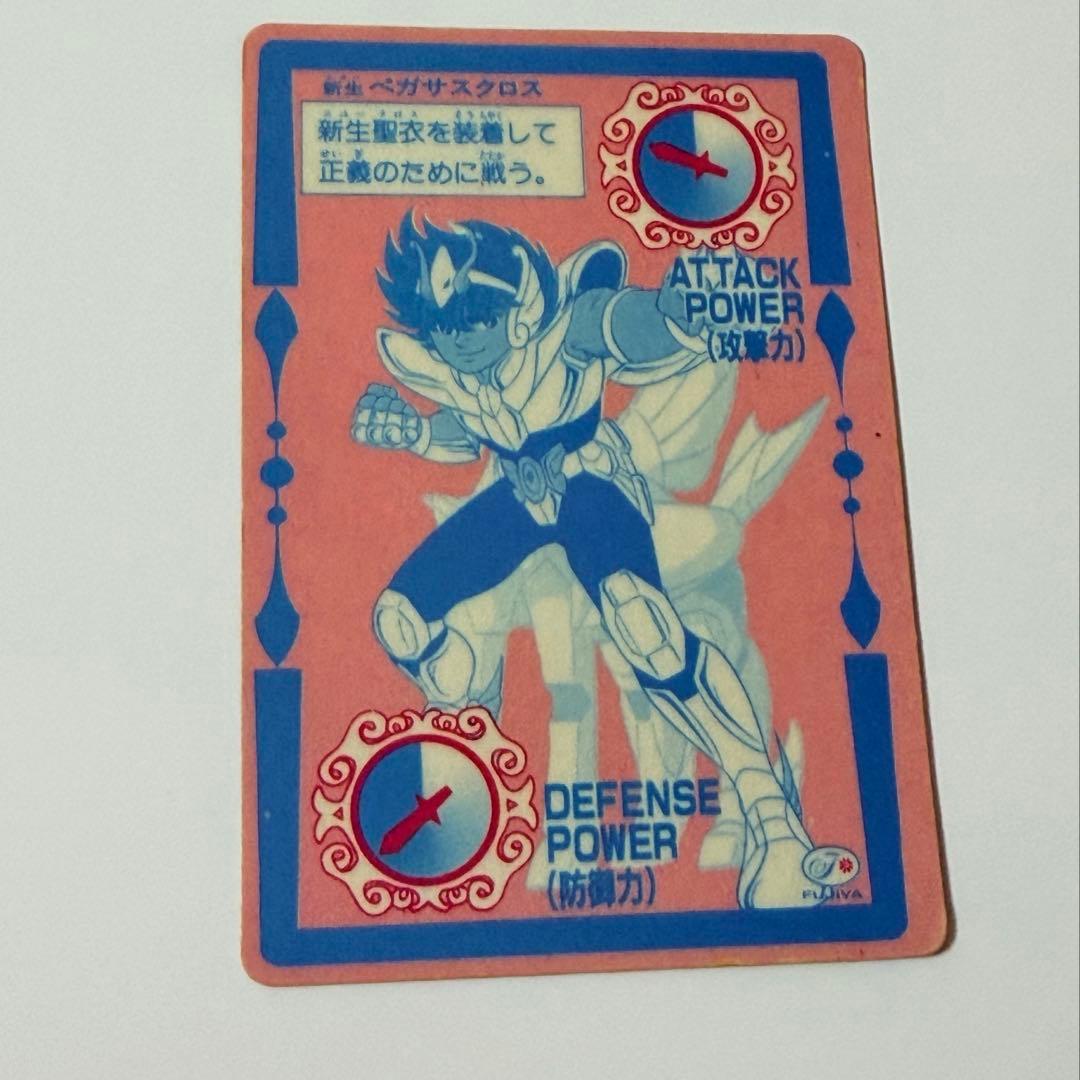 新生 ペガサスクロス
新生聖衣を装着して
正義のために戦う。
ATTACK
POWER
(攻撃力)
DEFENSE
POWER
(防御力)
FUJIYA